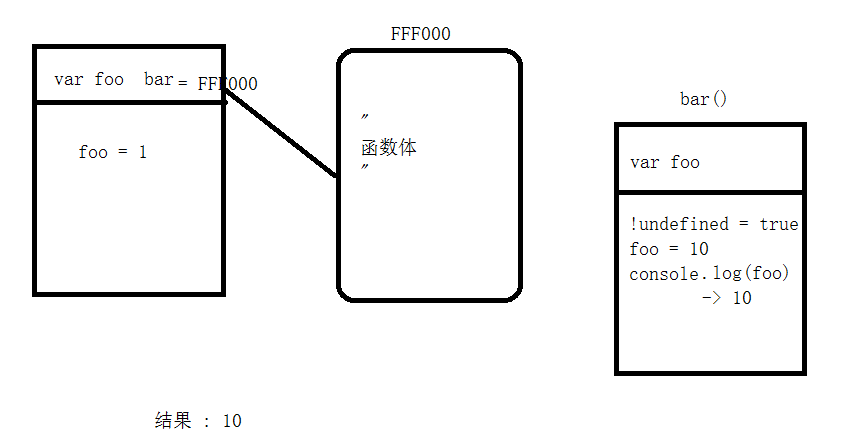 var foo  bar = FFF000
foo = 1
FFF000
"
函数体
"
bar()
var foo
!undefined = true
foo = 10
console.log(foo)
-> 10
结果 : 10